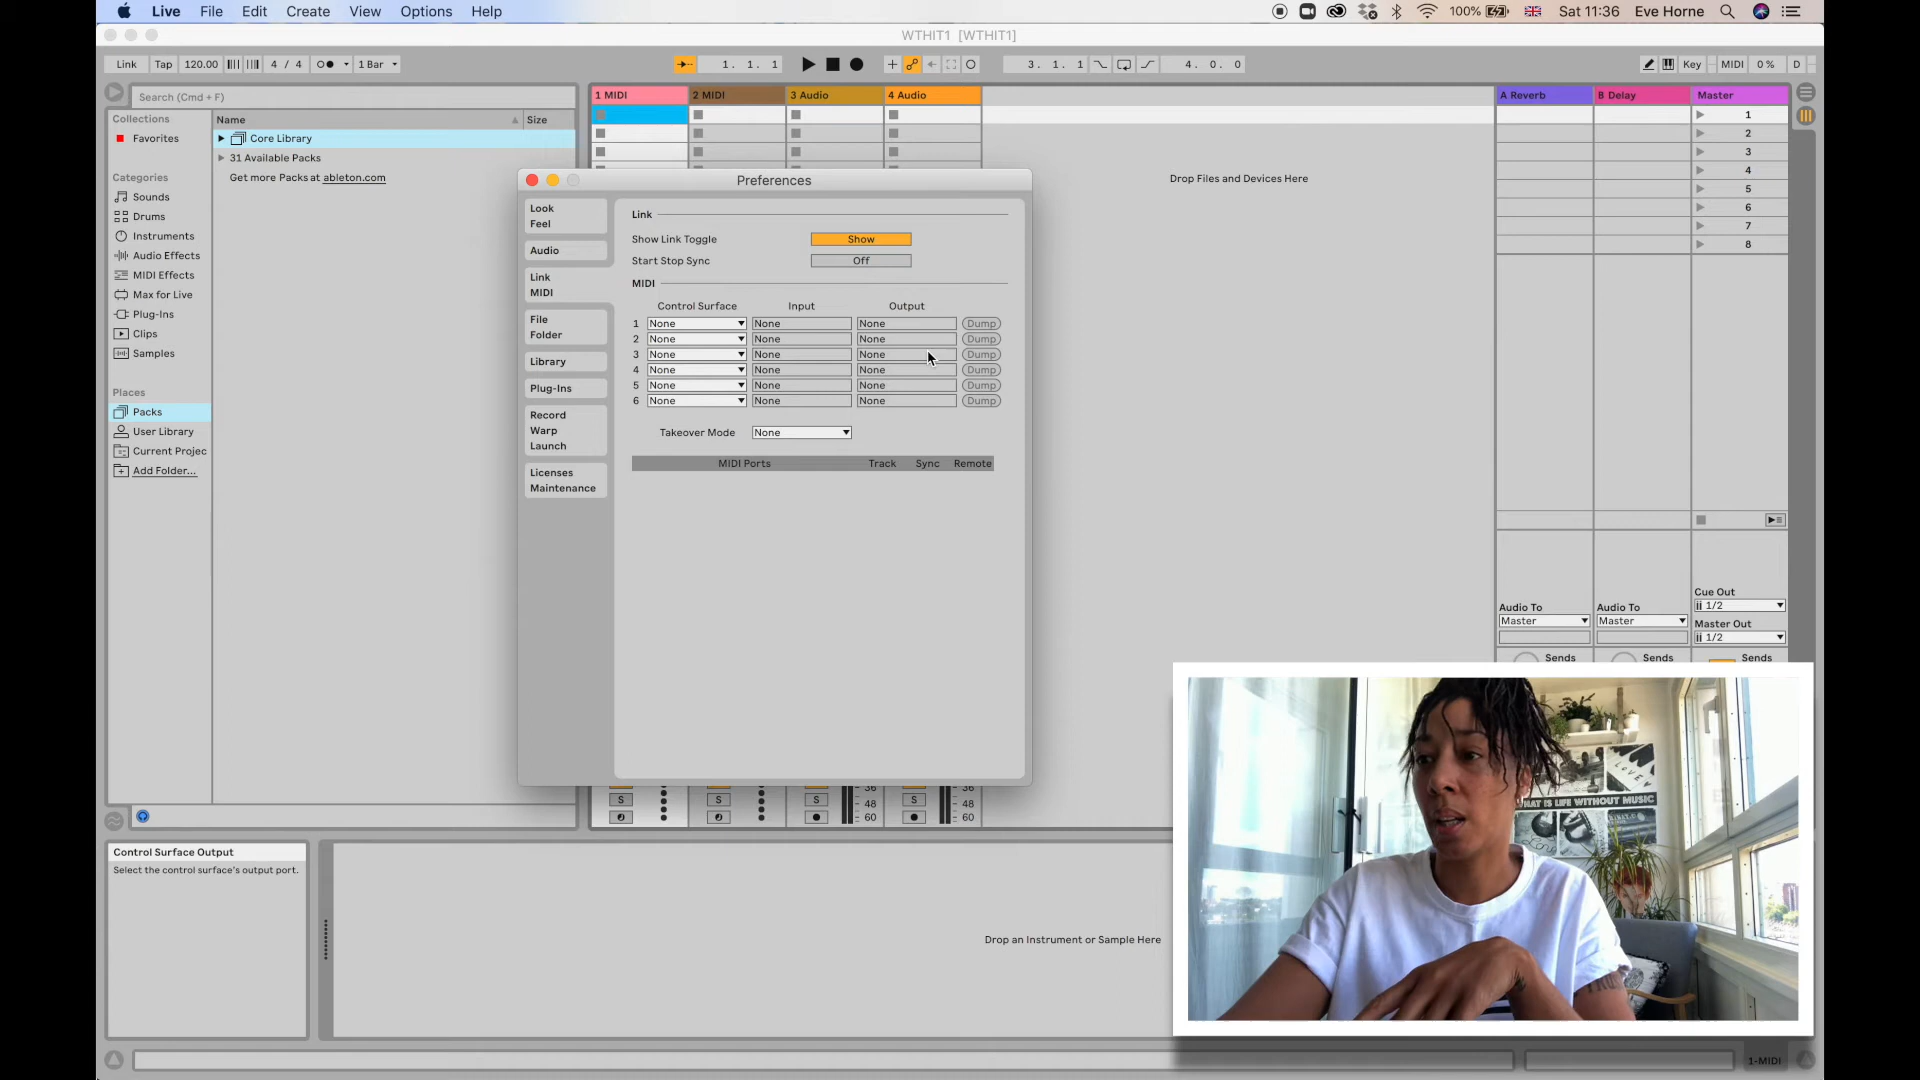 Live File Edit Create View Options Help 100% Sat 11:36 Eve Horne
WTHIT1 [WTHIT1]
Link Tap 120.00 4 / 4 1 Bar 1. 1. 1 3. 1. 1 4. 0. 0 Key MIDI 0 % D
Search (Cmd + F)
Collections
Favorites
Categories
Sounds
Drums
Instruments
Audio Effects
MIDI Effects
Max for Live
Plug-Ins
Clips
Samples
Places
Packs
User Library
Current Projec
Add Folder...
Name Size
Core Library
31 Available Packs
Get more Packs at ableton.com
1 MIDI 2 MIDI 3 Audio 4 Audio
Drop Files and Devices Here
A Reverb B Delay Master
1
2
3
4
5
6
7
8
Preferences
Look
Feel
Audio
Link
MIDI
File
Folder
Library
Plug-Ins
Record
Warp
Launch
Licenses
Maintenance
Link
Show Link Toggle Show
Start Stop Sync Off
MIDI
Control Surface Input Output
1 None None None Dump
2 None None None Dump
3 None None None Dump
4 None None None Dump
5 None None None Dump
6 None None None Dump
Takeover Mode None
MIDI Ports Track Sync Remote
Cue Out
1/2
Audio To Audio To Master Out
Master Master 1/2
Sends Sends Sends
36 36
S S S 48 S 48
60 60
Control Surface Output
Select the control surface's output port.
Drop an Instrument or Sample Here
LOVE
HAT IS LIFE WITHOUT MUSIC
1-MIDI